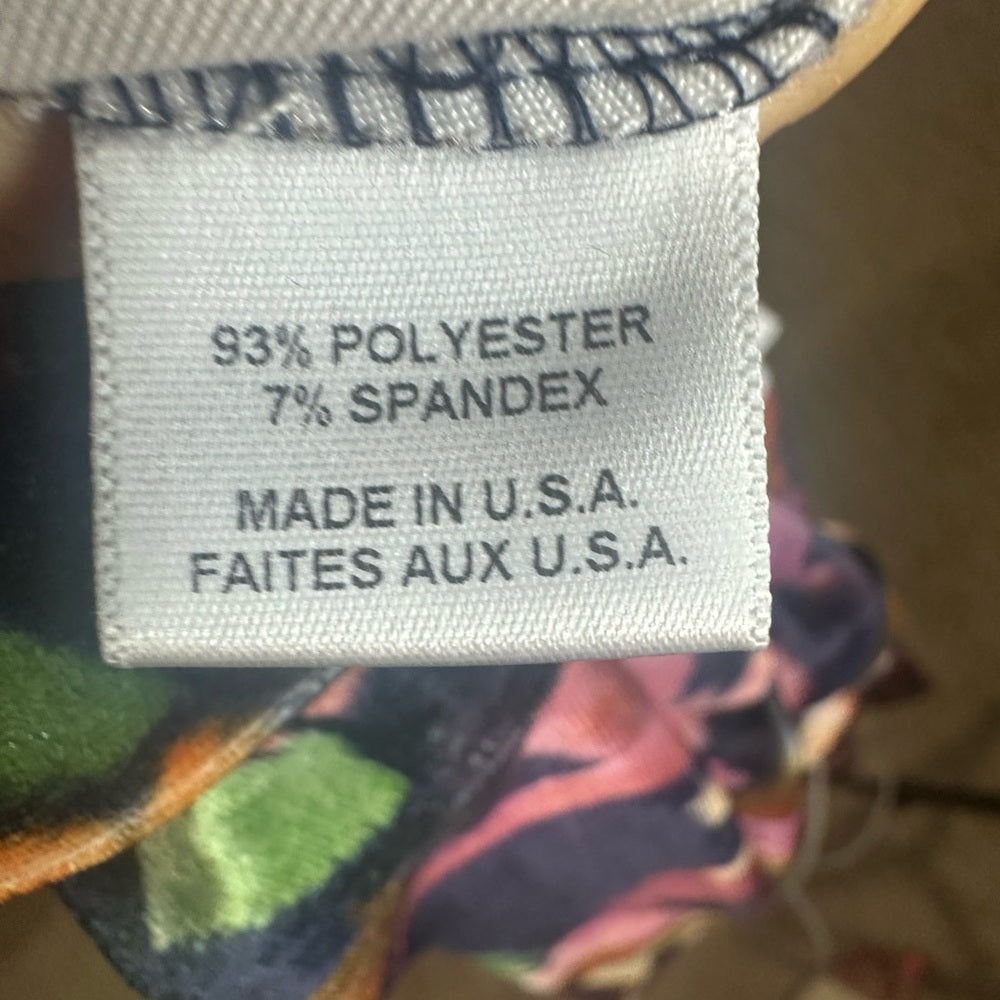 93% POLYESTER
7% SPANDEX
MADE IN U.S.A.
FAITES AUX U.S.A.